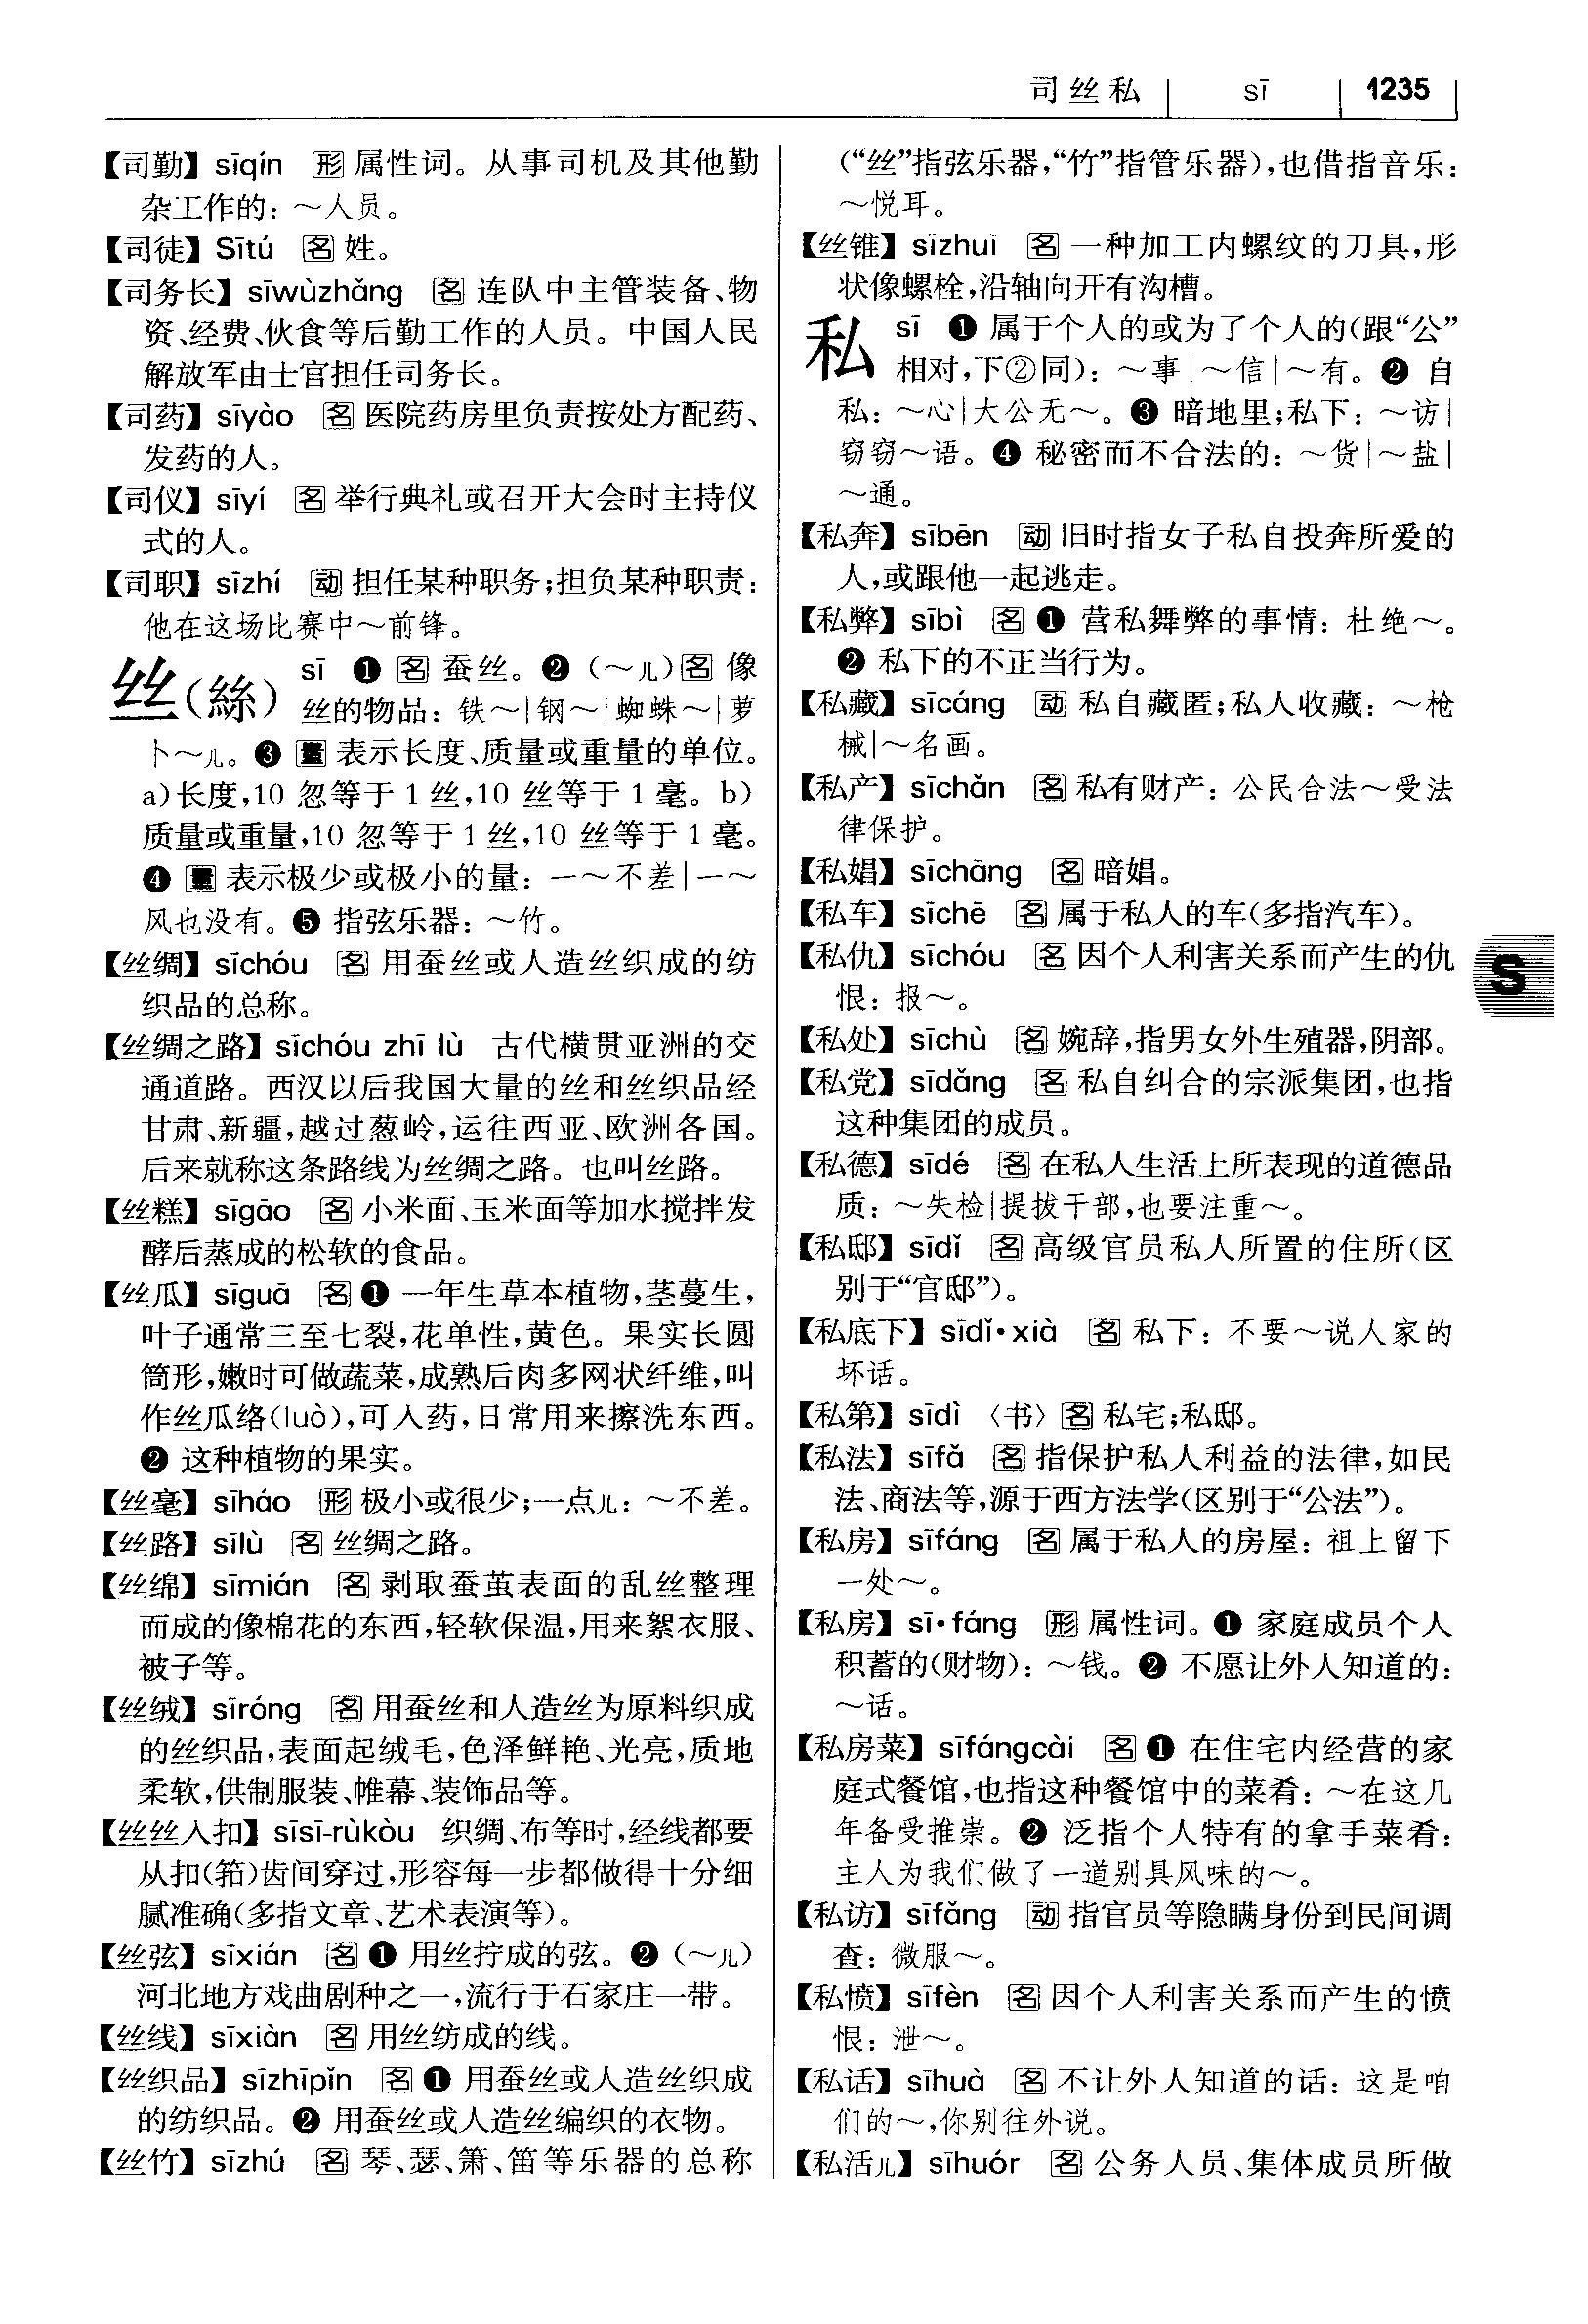 司丝私 sī 1235
【司勤】 sīqín 形 属性词。从事司机及其他勤
杂工作的：～人员。
【司徒】 Sītú 名 姓。
【司务长】 sīwùzhǎng 名 连队中主管装备、物
资、经费、伙食等后勤工作的人员。中国人民
解放军由士官担任司务长。
【司药】 sīyào 名 医院药房里负责按处方配药、
发药的人。
【司仪】 sīyí 名 举行典礼或召开大会时主持仪
式的人。
【司职】 sīzhí 动 担任某种职务；担负某种职责：
他在这场比赛中～前锋。
丝（絲） sī ❶ 名 蚕丝。❷（～儿）名 像
丝的物品：铁～｜钢～｜蜘蛛～｜萝
卜～儿。❸ 量 表示长度、质量或重量的单位。
a）长度，10 忽等于 1 丝，10 丝等于 1 毫。b）
质量或重量，10 忽等于 1 丝，10 丝等于 1 毫。
❹ 量 表示极少或极小的量：一～不差｜一～
风也没有。❺ 指弦乐器：～竹。
【丝绸】 sīchóu 名 用蚕丝或人造丝织成的纺
织品的总称。
【丝绸之路】 sīchóu zhī lù 古代横贯亚洲的交
通道路。西汉以后我国大量的丝和丝织品经
甘肃、新疆，越过葱岭，运往西亚、欧洲各国。
后来就称这条路线为丝绸之路。也叫丝路。
【丝糕】 sīgāo 名 小米面、玉米面等加水搅拌发
酵后蒸成的松软的食品。
【丝瓜】 sīguā 名 ❶ 一年生草本植物，茎蔓生，
叶子通常三至七裂，花单性，黄色。果实长圆
筒形，嫩时可做蔬菜，成熟后肉多网状纤维，叫
作丝瓜络（luò），可入药，日常用来擦洗东西。
❷ 这种植物的果实。
【丝毫】 sīháo 形 极小或很少；一点儿：～不差。
【丝路】 sīlù 名 丝绸之路。
【丝绵】 sīmián 名 剥取蚕茧表面的乱丝整理
而成的像棉花的东西，轻软保温，用来絮衣服、
被子等。
【丝绒】 sīróng 名 用蚕丝和人造丝为原料织成
的丝织品，表面起绒毛，色泽鲜艳、光亮，质地
柔软，供制服装、帷幕、装饰品等。
【丝丝入扣】 sīsī-rùkòu 织绸、布等时，经线都要
从扣（筘）齿间穿过，形容每一步都做得十分细
腻准确（多指文章、艺术表演等）。
【丝弦】 sīxián 名 ❶ 用丝拧成的弦。❷（～儿）
河北地方戏曲剧种之一，流行于石家庄一带。
【丝线】 sīxiàn 名 用丝纺成的线。
【丝织品】 sīzhīpǐn 名 ❶ 用蚕丝或人造丝织成
的纺织品。❷ 用蚕丝或人造丝编织的衣物。
【丝竹】 sīzhú 名 琴、瑟、箫、笛等乐器的总称
（“丝”指弦乐器，“竹”指管乐器），也借指音乐：
～悦耳。
【丝锥】 sīzhuī 名 一种加工内螺纹的刀具，形
状像螺栓，沿轴向开有沟槽。
私 sī ❶ 属于个人的或为了个人的（跟“公”
相对，下②同）：～事｜～信｜～有。❷ 自
私：～心｜大公无～。❸ 暗地里；私下：～访｜
窃窃～语。❹ 秘密而不合法的：～货｜～盐｜
～通。
【私奔】 sībēn 动 旧时指女子私自投奔所爱的
人，或跟他一起逃走。
【私弊】 sībì 名 ❶ 营私舞弊的事情：杜绝～。
❷ 私下的不正当行为。
【私藏】 sīcáng 动 私自藏匿；私人收藏：～枪
械｜～名画。
【私产】 sīchǎn 名 私有财产：公民合法～受法
律保护。
【私娼】 sīchāng 名 暗娼。
【私车】 sīchē 名 属于私人的车（多指汽车）。
【私仇】 sīchóu 名 因个人利害关系而产生的仇
恨：报～。
S
【私处】 sīchù 名 婉辞，指男女外生殖器，阴部。
【私党】 sīdǎng 名 私自纠合的宗派集团，也指
这种集团的成员。
【私德】 sīdé 名 在私人生活上所表现的道德品
质：～失检｜提拔干部，也要注重～。
【私邸】 sīdǐ 名 高级官员私人所置的住所（区
别于“官邸”）。
【私底下】 sīdǐ·xià 名 私下：不要～说人家的
坏话。
【私第】 sīdì 〈书〉名 私宅；私邸。
【私法】 sīfǎ 名 指保护私人利益的法律，如民
法、商法等，源于西方法学（区别于“公法”）。
【私房】 sīfáng 名 属于私人的房屋：祖上留下
一处～。
【私房】 sī·fáng 形 属性词。❶ 家庭成员个人
积蓄的（财物）：～钱。❷ 不愿让外人知道的：
～话。
【私房菜】 sīfángcài 名 ❶ 在住宅内经营的家
庭式餐馆，也指这种餐馆中的菜肴：～在这几
年备受推崇。❷ 泛指个人特有的拿手菜肴：
主人为我们做了一道别具风味的～。
【私访】 sīfǎng 动 指官员等隐瞒身份到民间调
查：微服～。
【私愤】 sīfèn 名 因个人利害关系而产生的愤
恨：泄～。
【私话】 sīhuà 名 不让外人知道的话：这是咱
们的～，你别往外说。
【私活儿】 sīhuór 名 公务人员、集体成员所做